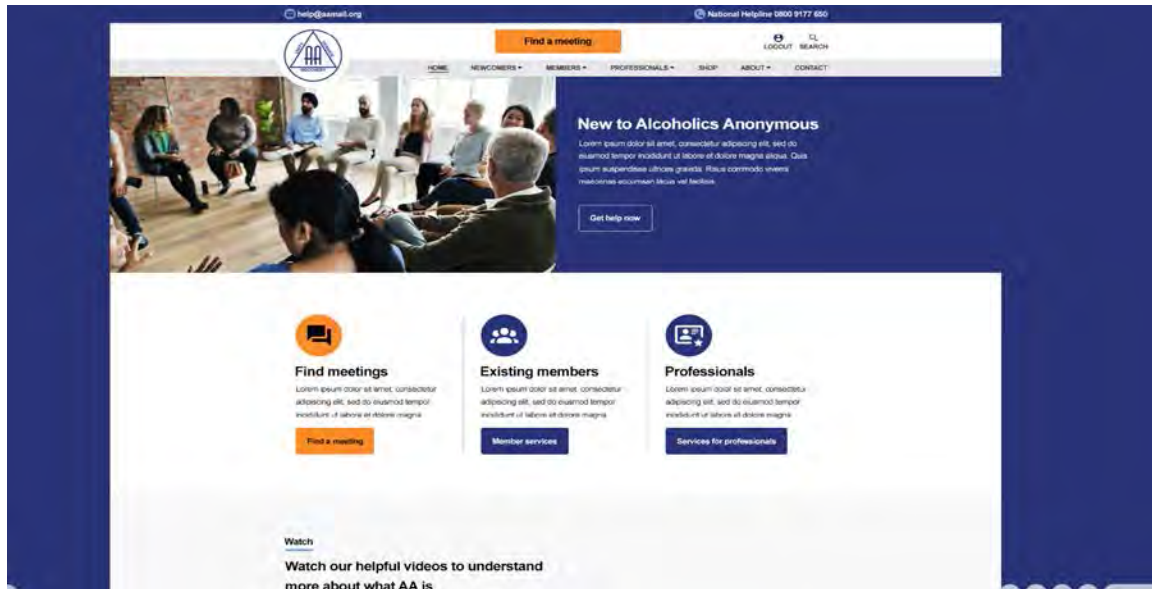 help@aamail.org
National Helpline 0800 9177 650
Find a meeting
LOGOUT
SEARCH
AA
HOME
NEWCOMERS
MEMBERS
PROFESSIONALS
SHOP
ABOUT
CONTACT
New to Alcoholics Anonymous
Lorem ipsum dolor sit amet, consectetur adipiscing elit, sed do
eiusmod tempor incididunt ut labore et dolore magna aliqua. Quis
ipsum suspendisse ultrices gravida. Risus commodo viverra
maecenas accumsan lacus vel facilisis.
Get help now
Find meetings
Lorem ipsum dolor sit amet, consectetur
adipiscing elit, sed do eiusmod tempor
incididunt ut labore et dolore magna
Find a meeting
Existing members
Lorem ipsum dolor sit amet, consectetur
adipiscing elit, sed do eiusmod tempor
incididunt ut labore et dolore magna
Member services
Professionals
Lorem ipsum dolor sit amet, consectetur
adipiscing elit, sed do eiusmod tempor
incididunt ut labore et dolore magna
Services for professionals
Watch
Watch our helpful videos to understand
more about what AA is